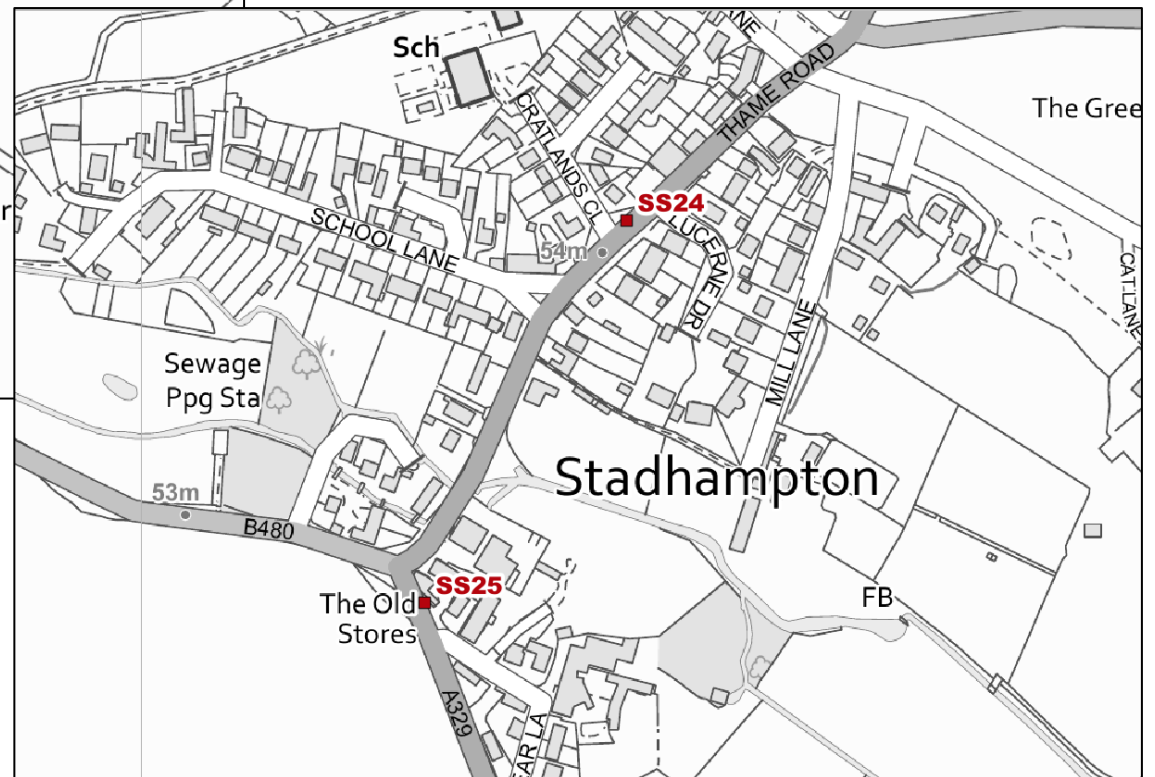 Sch
THAME ROAD
The Gree
CRATLANDS CL
SS24
LUCERNE DR
54m
SCHOOL LANE
CAT LANE
MILL LANE
Sewage
Ppg Sta
Stadhampton
53m
B480
SS25
The Old
Stores
FB
A329